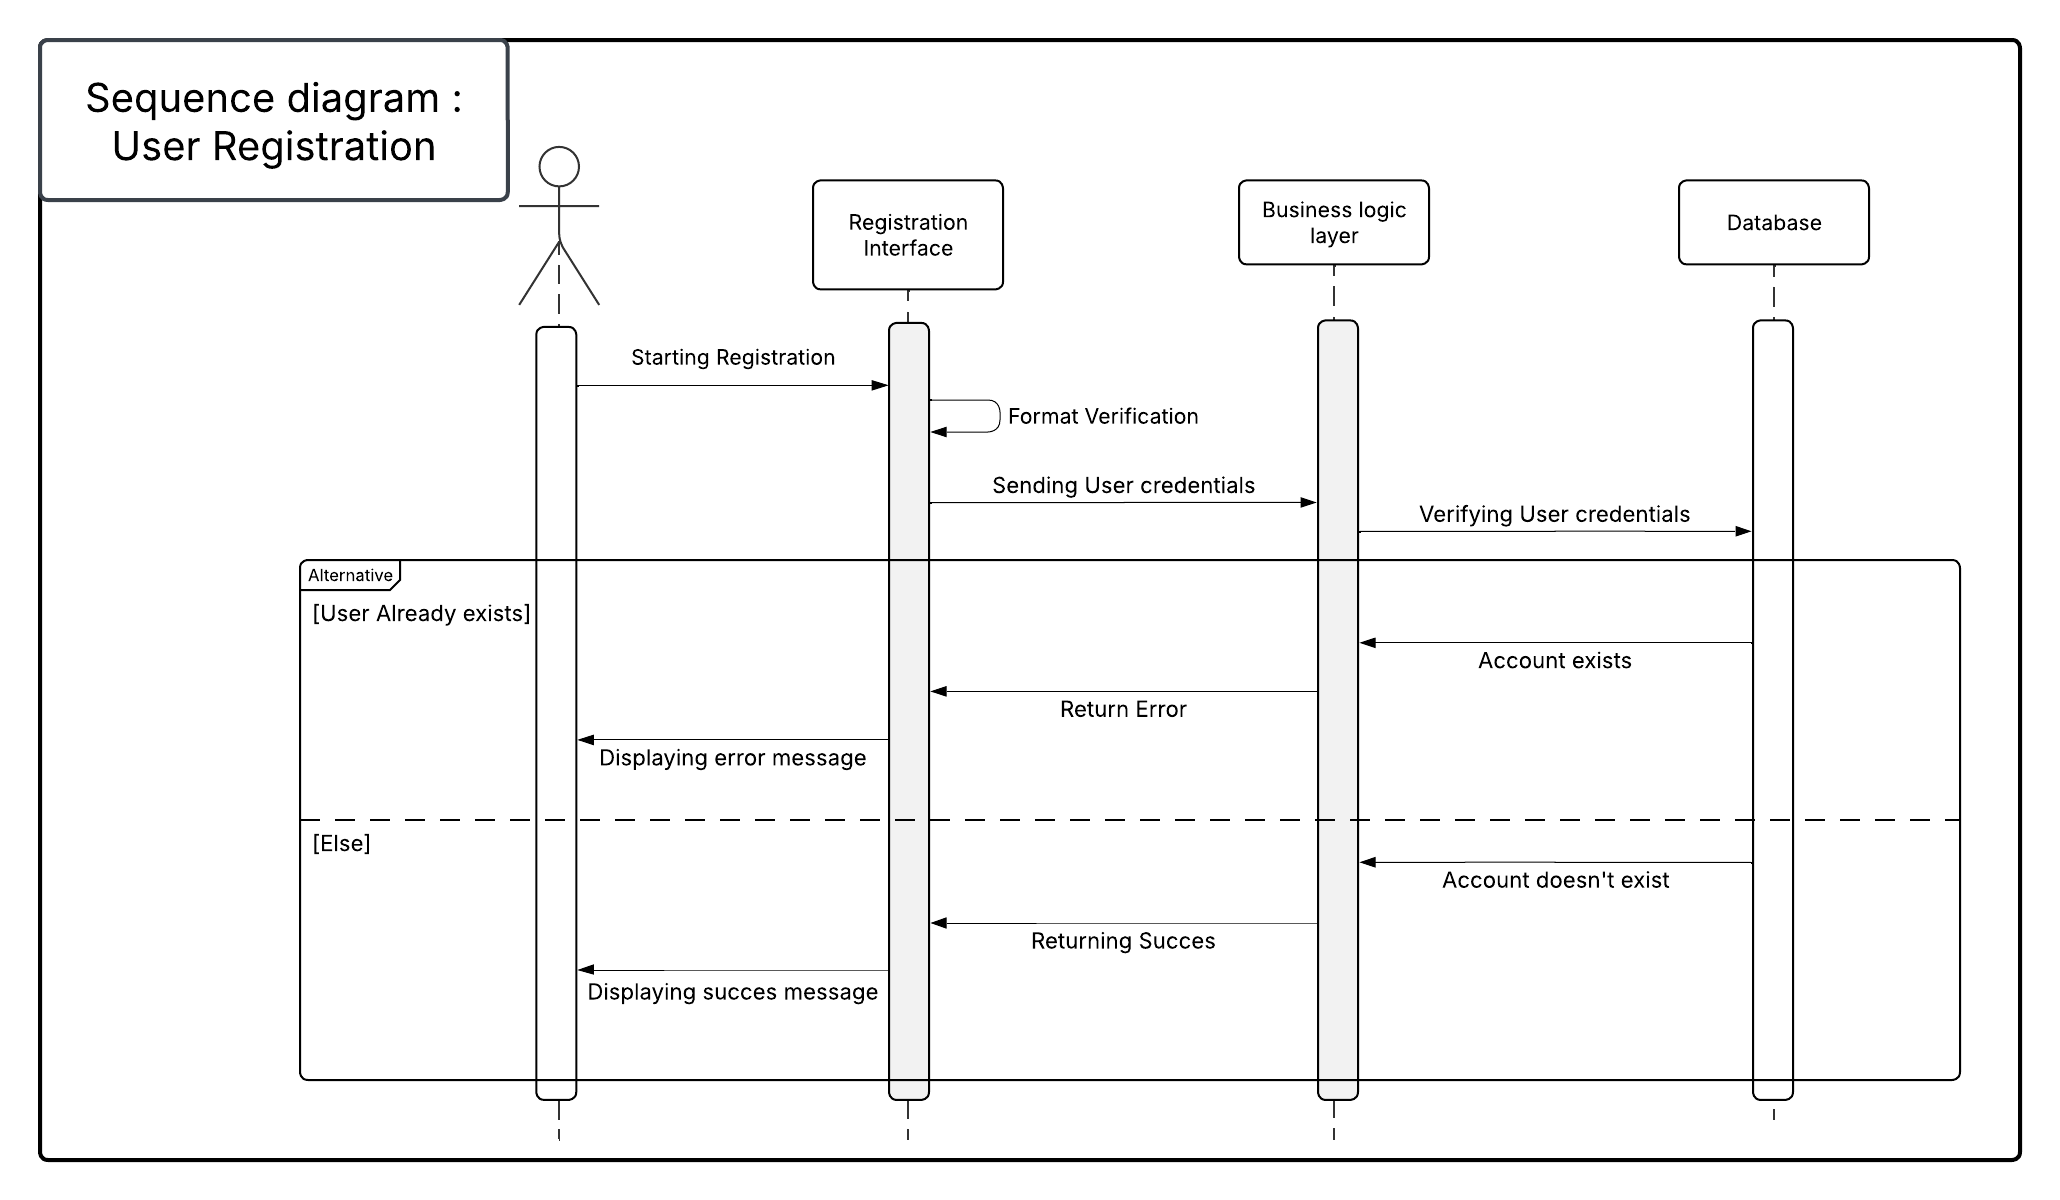 Sequence diagram :
User Registration
Registration
Interface
Business logic
layer
Database
Starting Registration
Format Verification
Sending User credentials
Verifying User credentials
Alternative
[User Already exists]
Account exists
Return Error
Displaying error message
[Else]
Account doesn't exist
Returning Succes
Displaying succes message